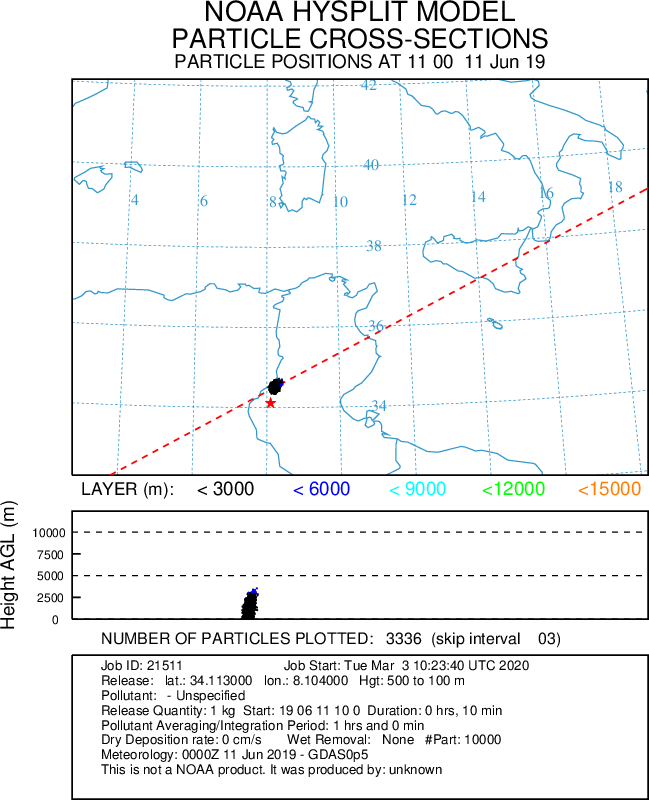 NOAA HYSPLIT MODEL
PARTICLE CROSS-SECTIONS
PARTICLE POSITIONS AT 11 00 11 Jun 19
42
40
4 6 8 10 12 14 16 18
38
36
34
LAYER (m): < 3000 < 6000 < 9000 <12000 <15000
Height AGL (m)
10000
7500
5000
2500
0
NUMBER OF PARTICLES PLOTTED: 3336 (skip interval 03)
Job ID: 21511 Job Start: Tue Mar 3 10:23:40 UTC 2020
Release: lat.: 34.113000 lon.: 8.104000 Hgt: 500 to 100 m
Pollutant: - Unspecified
Release Quantity: 1 kg Start: 19 06 11 10 0 Duration: 0 hrs, 10 min
Pollutant Averaging/Integration Period: 1 hrs and 0 min
Dry Deposition rate: 0 cm/s Wet Removal: None #Part: 10000
Meteorology: 0000Z 11 Jun 2019 - GDAS0p5
This is not a NOAA product. It was produced by: unknown